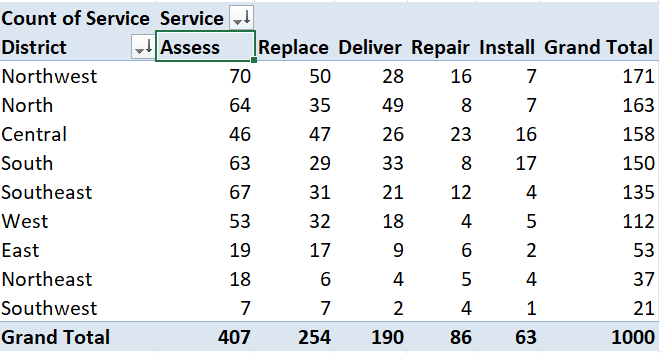 Count of Service Service
District Assess Replace Deliver Repair Install Grand Total
Northwest 70 50 28 16 7 171
North 64 35 49 8 7 163
Central 46 47 26 23 16 158
South 63 29 33 8 17 150
Southeast 67 31 21 12 4 135
West 53 32 18 4 5 112
East 19 17 9 6 2 53
Northeast 18 6 4 5 4 37
Southwest 7 7 2 4 1 21
Grand Total 407 254 190 86 63 1000